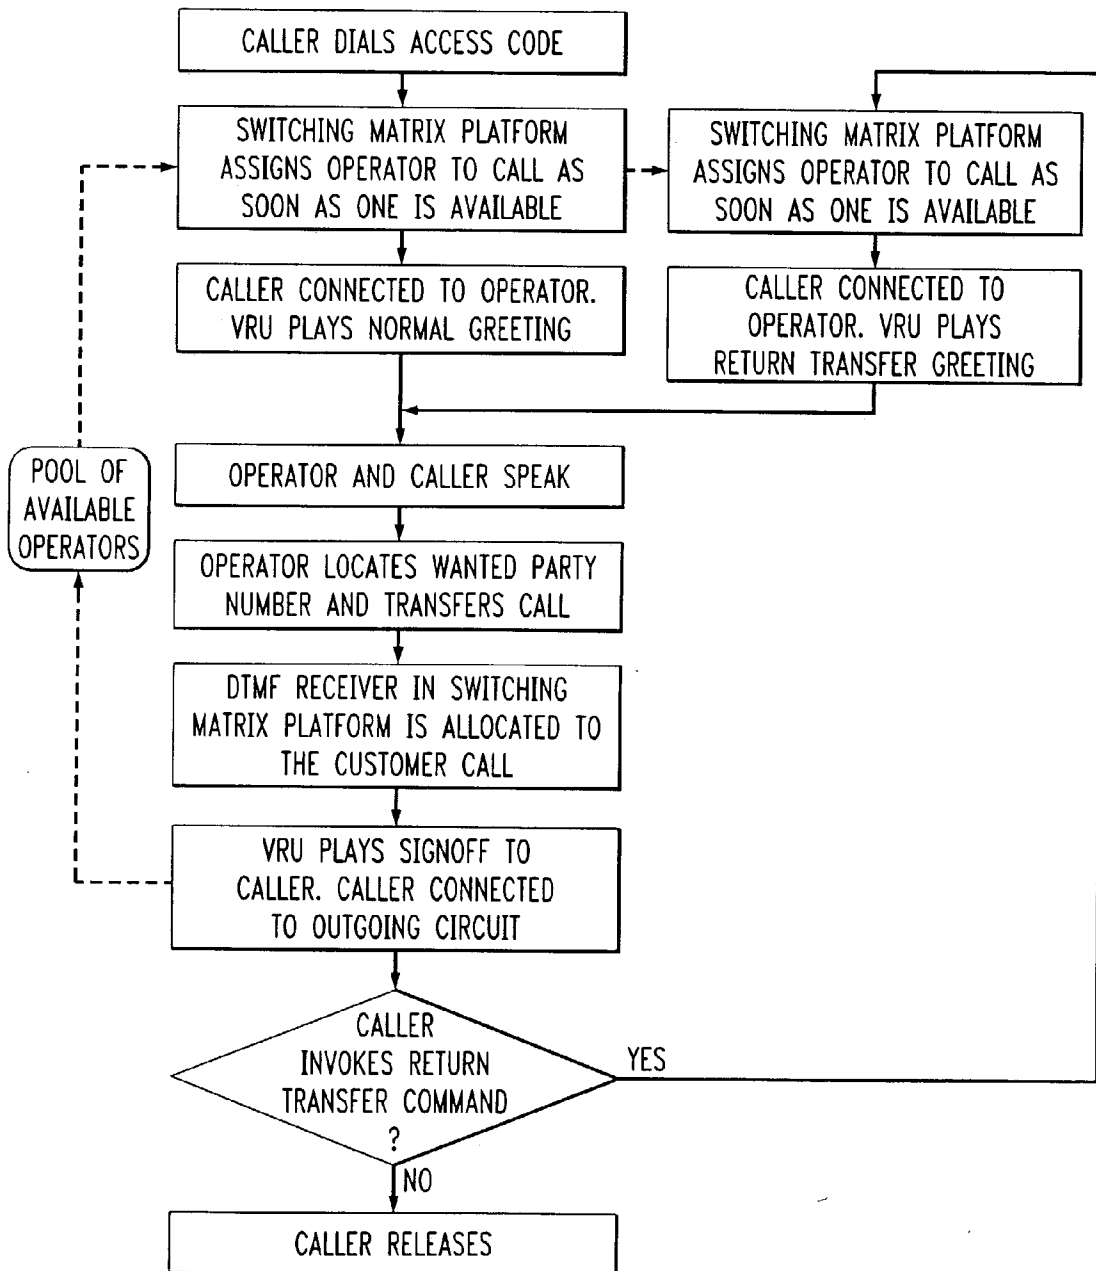 CALLER DIALS ACCESS CODE
SWITCHING MATRIX PLATFORM
ASSIGNS OPERATOR TO CALL AS
SOON AS ONE IS AVAILABLE
SWITCHING MATRIX PLATFORM
ASSIGNS OPERATOR TO CALL AS
SOON AS ONE IS AVAILABLE
CALLER CONNECTED TO OPERATOR.
VRU PLAYS NORMAL GREETING
CALLER CONNECTED TO
OPERATOR. VRU PLAYS
RETURN TRANSFER GREETING
POOL OF
AVAILABLE
OPERATORS
OPERATOR AND CALLER SPEAK
OPERATOR LOCATES WANTED PARTY
NUMBER AND TRANSFERS CALL
DTMF RECEIVER IN SWITCHING
MATRIX PLATFORM IS ALLOCATED TO
THE CUSTOMER CALL
VRU PLAYS SIGNOFF TO
CALLER. CALLER CONNECTED
TO OUTGOING CIRCUIT
CALLER
INVOKES RETURN
TRANSFER COMMAND
?
YES
NO
CALLER RELEASES